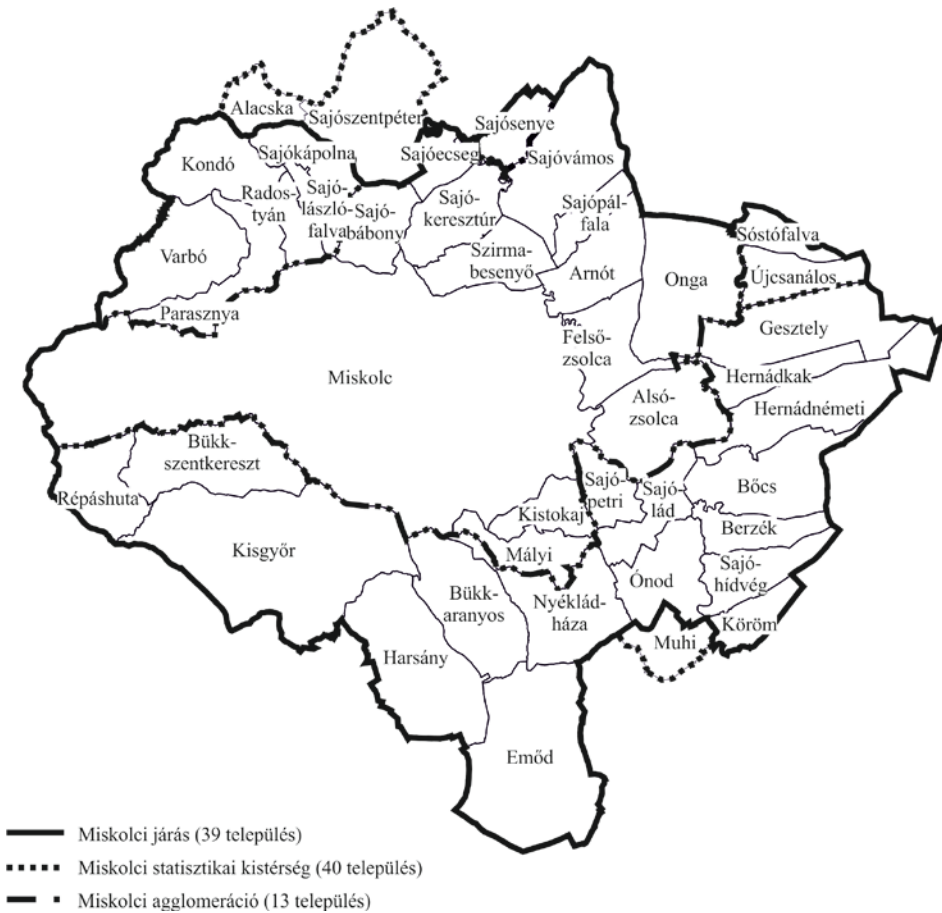 Alacska
Sajószentpéter
Sajósenye
Sajókápolna
Sajóecseg
Sajóvámos
Kondó
Rados-
tyán
Sajó-
lászló-
falva
Sajó-
bábony
Sajó-
keresztúr
Sajópál-
fala
Sóstófalva
Varbó
Szirma-
besenyő
Arnót
Onga
Újcsanálos
Parasznya
Gesztely
Felső-
zsolca
Miskolc
Hernádkak
Alsó-
zsolca
Hernádnémeti
Bükk-
szentkereszt
Répáshuta
Sajó-
petri
Sajó-
lád
Bőcs
Kistokaj
Berzék
Kisgyőr
Mályi
Ónod
Sajó-
hídvég
Bükk-
aranyos
Nyéklád-
háza
Köröm
Muhi
Harsány
Emőd
Miskolci járás (39 település)
Miskolci statisztikai kistérség (40 település)
Miskolci agglomeráció (13 település)